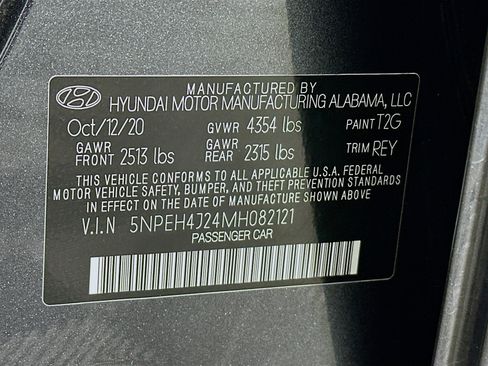 MANUFACTURED BY
HYUNDAI MOTOR MANUFACTURING ALABAMA, LLC
Oct/12/20 GVWR 4354 lbs PAINT T2G
GAWR FRONT 2513 lbs GAWR REAR 2315 lbs TRIM REY
THIS VEHICLE CONFORMS TO ALL APPLICABLE U.S.A. FEDERAL
MOTOR VEHICLE SAFETY, BUMPER, AND THEFT PREVENTION STANDARDS
IN EFFECT ON THE DATE OF MANUFACTURE SHOWN ABOVE.
V.I.N 5NPEH4J24MH082121
PASSENGER CAR